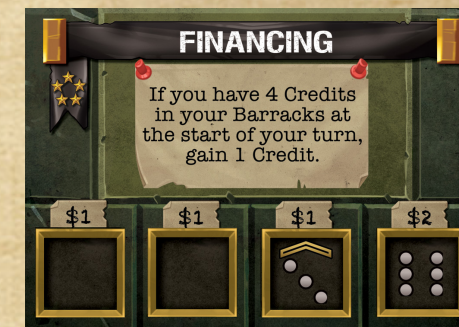 FINANCING
If you have 4 Credits
in your Barracks at
the start of your turn,
gain 1 Credit.
$1 $1 $1 $2